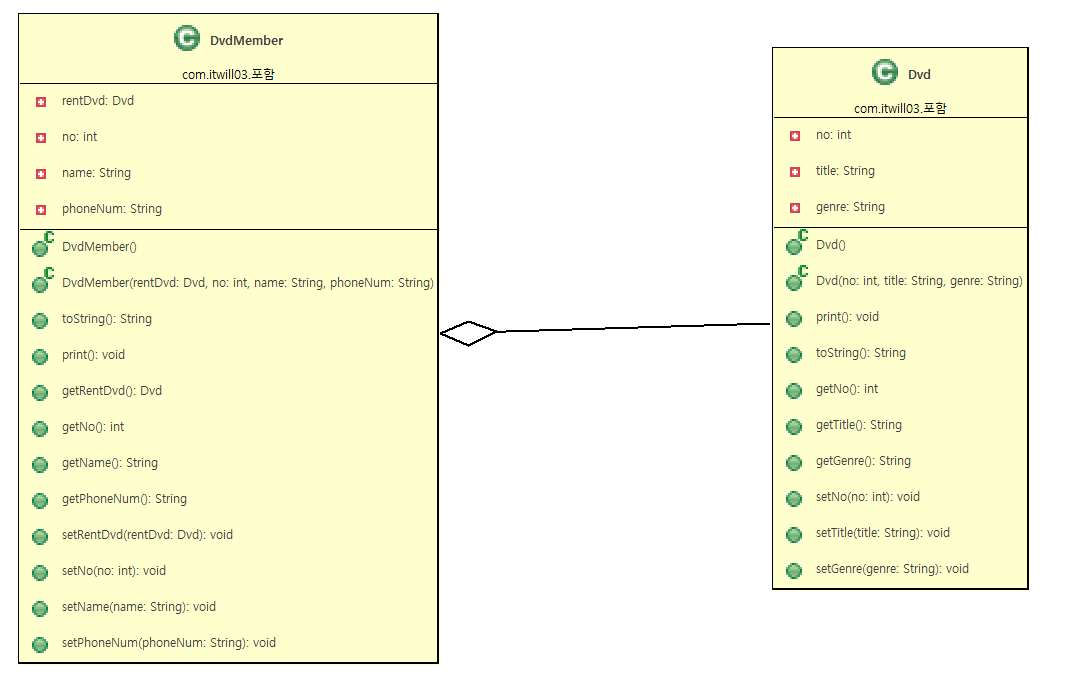 DvdMember
com.itwill03.포함
rentDvd: Dvd
no: int
name: String
phoneNum: String
DvdMember()
DvdMember(rentDvd: Dvd, no: int, name: String, phoneNum: String)
toString(): String
print(): void
getRentDvd(): Dvd
getNo(): int
getName(): String
getPhoneNum(): String
setRentDvd(rentDvd: Dvd): void
setNo(no: int): void
setName(name: String): void
setPhoneNum(phoneNum: String): void
Dvd
com.itwill03.포함
no: int
title: String
genre: String
Dvd()
Dvd(no: int, title: String, genre: String)
print(): void
toString(): String
getNo(): int
getTitle(): String
getGenre(): String
setNo(no: int): void
setTitle(title: String): void
setGenre(genre: String): void